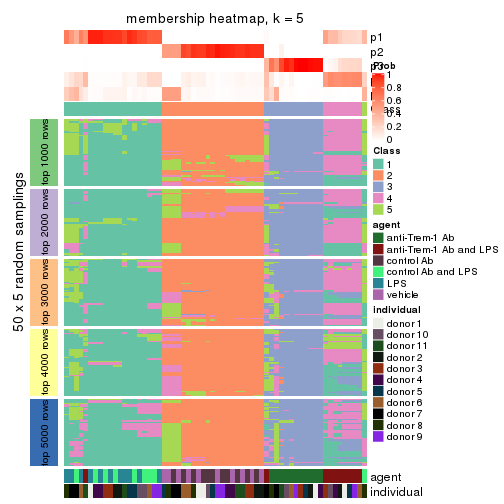 membership heatmap, k = 5
p1
p2
p3
Prob
1
0.8
0.6
0.4
0.2
0
Class
1
2
3
4
5
agent
anti-Trem-1 Ab
anti-Trem-1 Ab and LPS
control Ab
control Ab and LPS
LPS
vehicle
individual
donor 1
donor 10
donor 11
donor 2
donor 3
donor 4
donor 5
donor 6
donor 7
donor 8
donor 9
50 x 5 random samplings
top 1000 rows
top 2000 rows
top 3000 rows
top 4000 rows
top 5000 rows
agent
individual